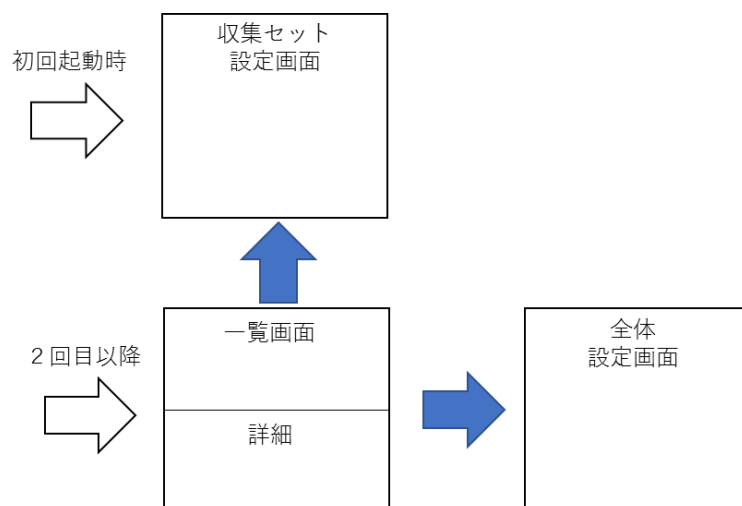 収集セット
設定画面
初回起動時
一覧画面
２回目以降
詳細
全体
設定画面